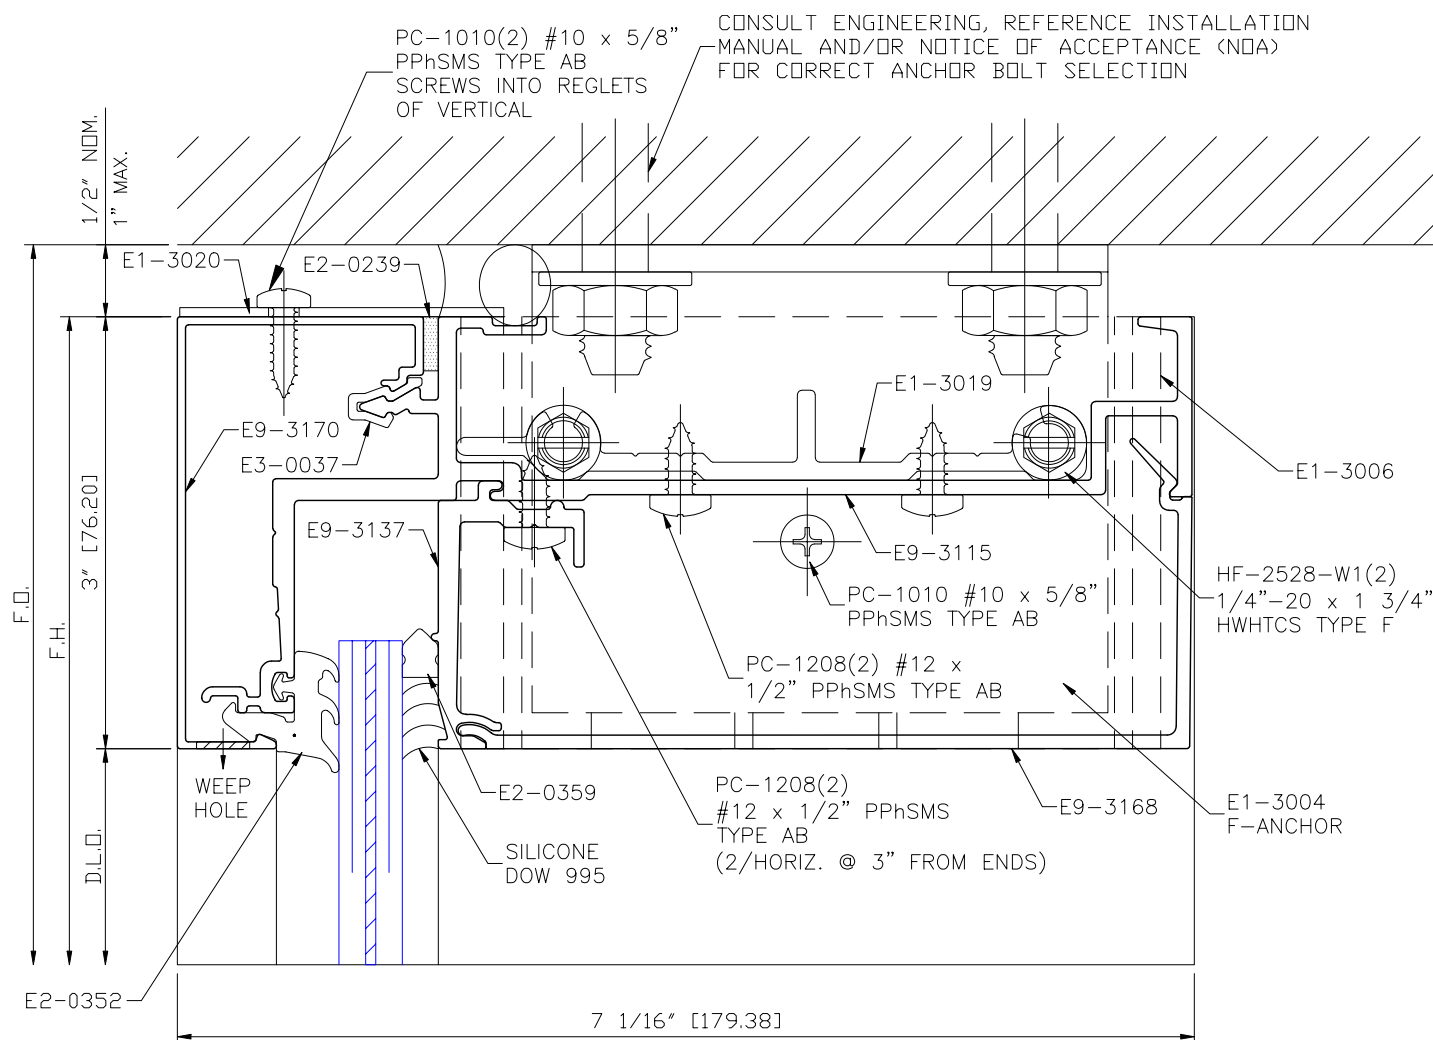 PC-1010(2) #10 x 5/8"
PPhSMS TYPE AB
SCREWS INTO REGLETS
OF VERTICAL
CONSULT ENGINEERING, REFERENCE INSTALLATION
MANUAL AND/OR NOTICE OF ACCEPTANCE (NOA)
FOR CORRECT ANCHOR BOLT SELECTION
1/2" NOM.
1" MAX.
E1-3020
E2-0239
E1-3019
E9-3170
E3-0037
E1-3006
3" [76.20]
E9-3137
E9-3115
F.O.
F.H.
PC-1010 #10 x 5/8"
PPhSMS TYPE AB
HF-2528-W1(2)
1/4"-20 x 1 3/4"
HWHTCS TYPE F
PC-1208(2) #12 x
1/2" PPhSMS TYPE AB
WEEP
HOLE
E2-0359
PC-1208(2)
#12 x 1/2" PPhSMS
TYPE AB
(2/HORIZ. @ 3" FROM ENDS)
E9-3168
E1-3004
F-ANCHOR
D.L.O.
SILICONE
DOW 995
E2-0352
7 1/16" [179.38]